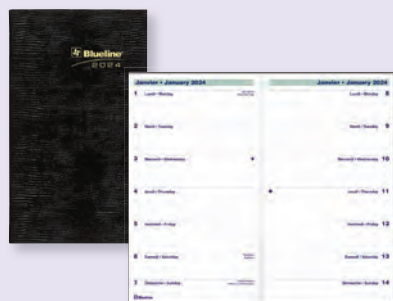 Blueline
2024
Janvier • January 2024
1 Lundi • Monday
2 Mardi • Tuesday
3 Mercredi • Wednesday
4 Jeudi • Thursday
5 Vendredi • Friday
6 Samedi • Saturday
7 Dimanche • Sunday
Blueline
Janvier • January 2024
Lundi • Monday 8
Mardi • Tuesday 9
Mercredi • Wednesday 10
Jeudi • Thursday 11
Vendredi • Friday 12
Samedi • Saturday 13
Dimanche • Sunday 14